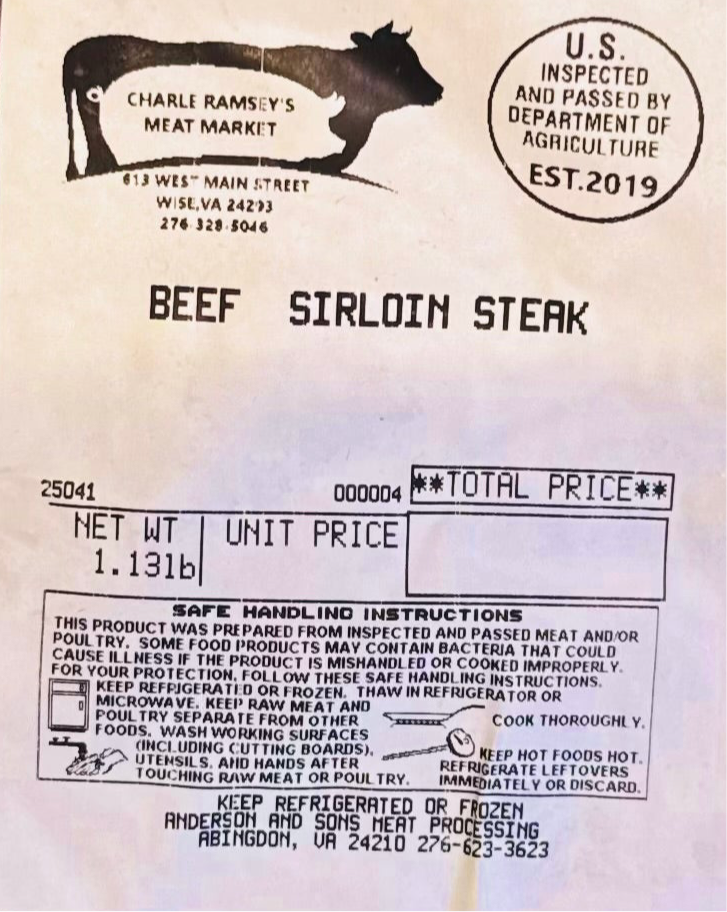 CHARLE RAMSEY'S
MEAT MARKET
613 WEST MAIN STREET
WISE, VA 24293
276-328-5046
U.S.
INSPECTED
AND PASSED BY
DEPARTMENT OF
AGRICULTURE
EST.2019
BEEF SIRLOIN STEAK
25041 000004 **TOTAL PRICE**
NET WT UNIT PRICE
1.13lb
SAFE HANDLING INSTRUCTIONS
THIS PRODUCT WAS PREPARED FROM INSPECTED AND PASSED MEAT AND/OR
POULTRY. SOME FOOD PRODUCTS MAY CONTAIN BACTERIA THAT COULD
CAUSE ILLNESS IF THE PRODUCT IS MISHANDLED OR COOKED IMPROPERLY.
FOR YOUR PROTECTION, FOLLOW THESE SAFE HANDLING INSTRUCTIONS.
KEEP REFRIGERATED OR FROZEN. THAW IN REFRIGERATOR OR
MICROWAVE. KEEP RAW MEAT AND
POULTRY SEPARATE FROM OTHER
FOODS. WASH WORKING SURFACES
(INCLUDING CUTTING BOARDS),
UTENSILS, AND HANDS AFTER
TOUCHING RAW MEAT OR POULTRY.
COOK THOROUGHLY.
KEEP HOT FOODS HOT.
REFRIGERATE LEFTOVERS
IMMEDIATELY OR DISCARD.
KEEP REFRIGERATED OR FROZEN
ANDERSON AND SONS MEAT PROCESSING
ABINGDON, VA 24210 276-623-3623